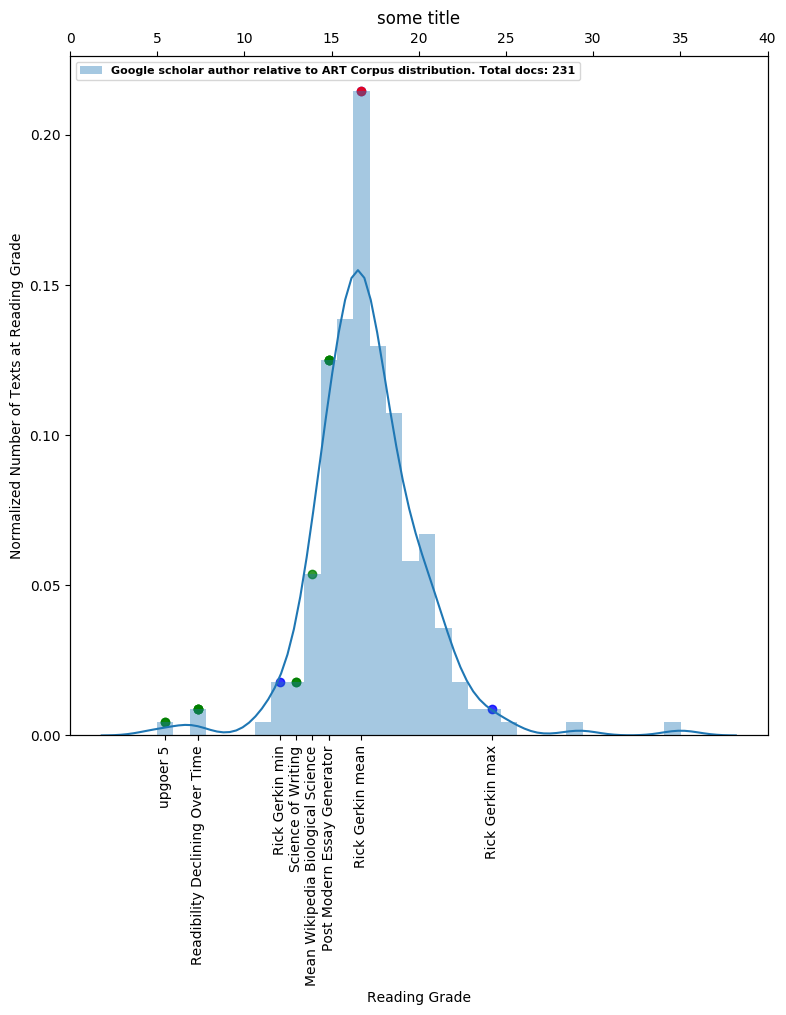 some title
0 5 10 15 20 25 30 35 40
Google scholar author relative to ART Corpus distribution. Total docs: 231
0.20
0.15
0.10
0.05
0.00
Normalized Number of Texts at Reading Grade
upgoer 5
Readibility Declining Over Time
Rick Gerkin min
Science of Writing
Mean Wikipedia Biological Science
Post Modern Essay Generator
Rick Gerkin mean
Rick Gerkin max
Reading Grade